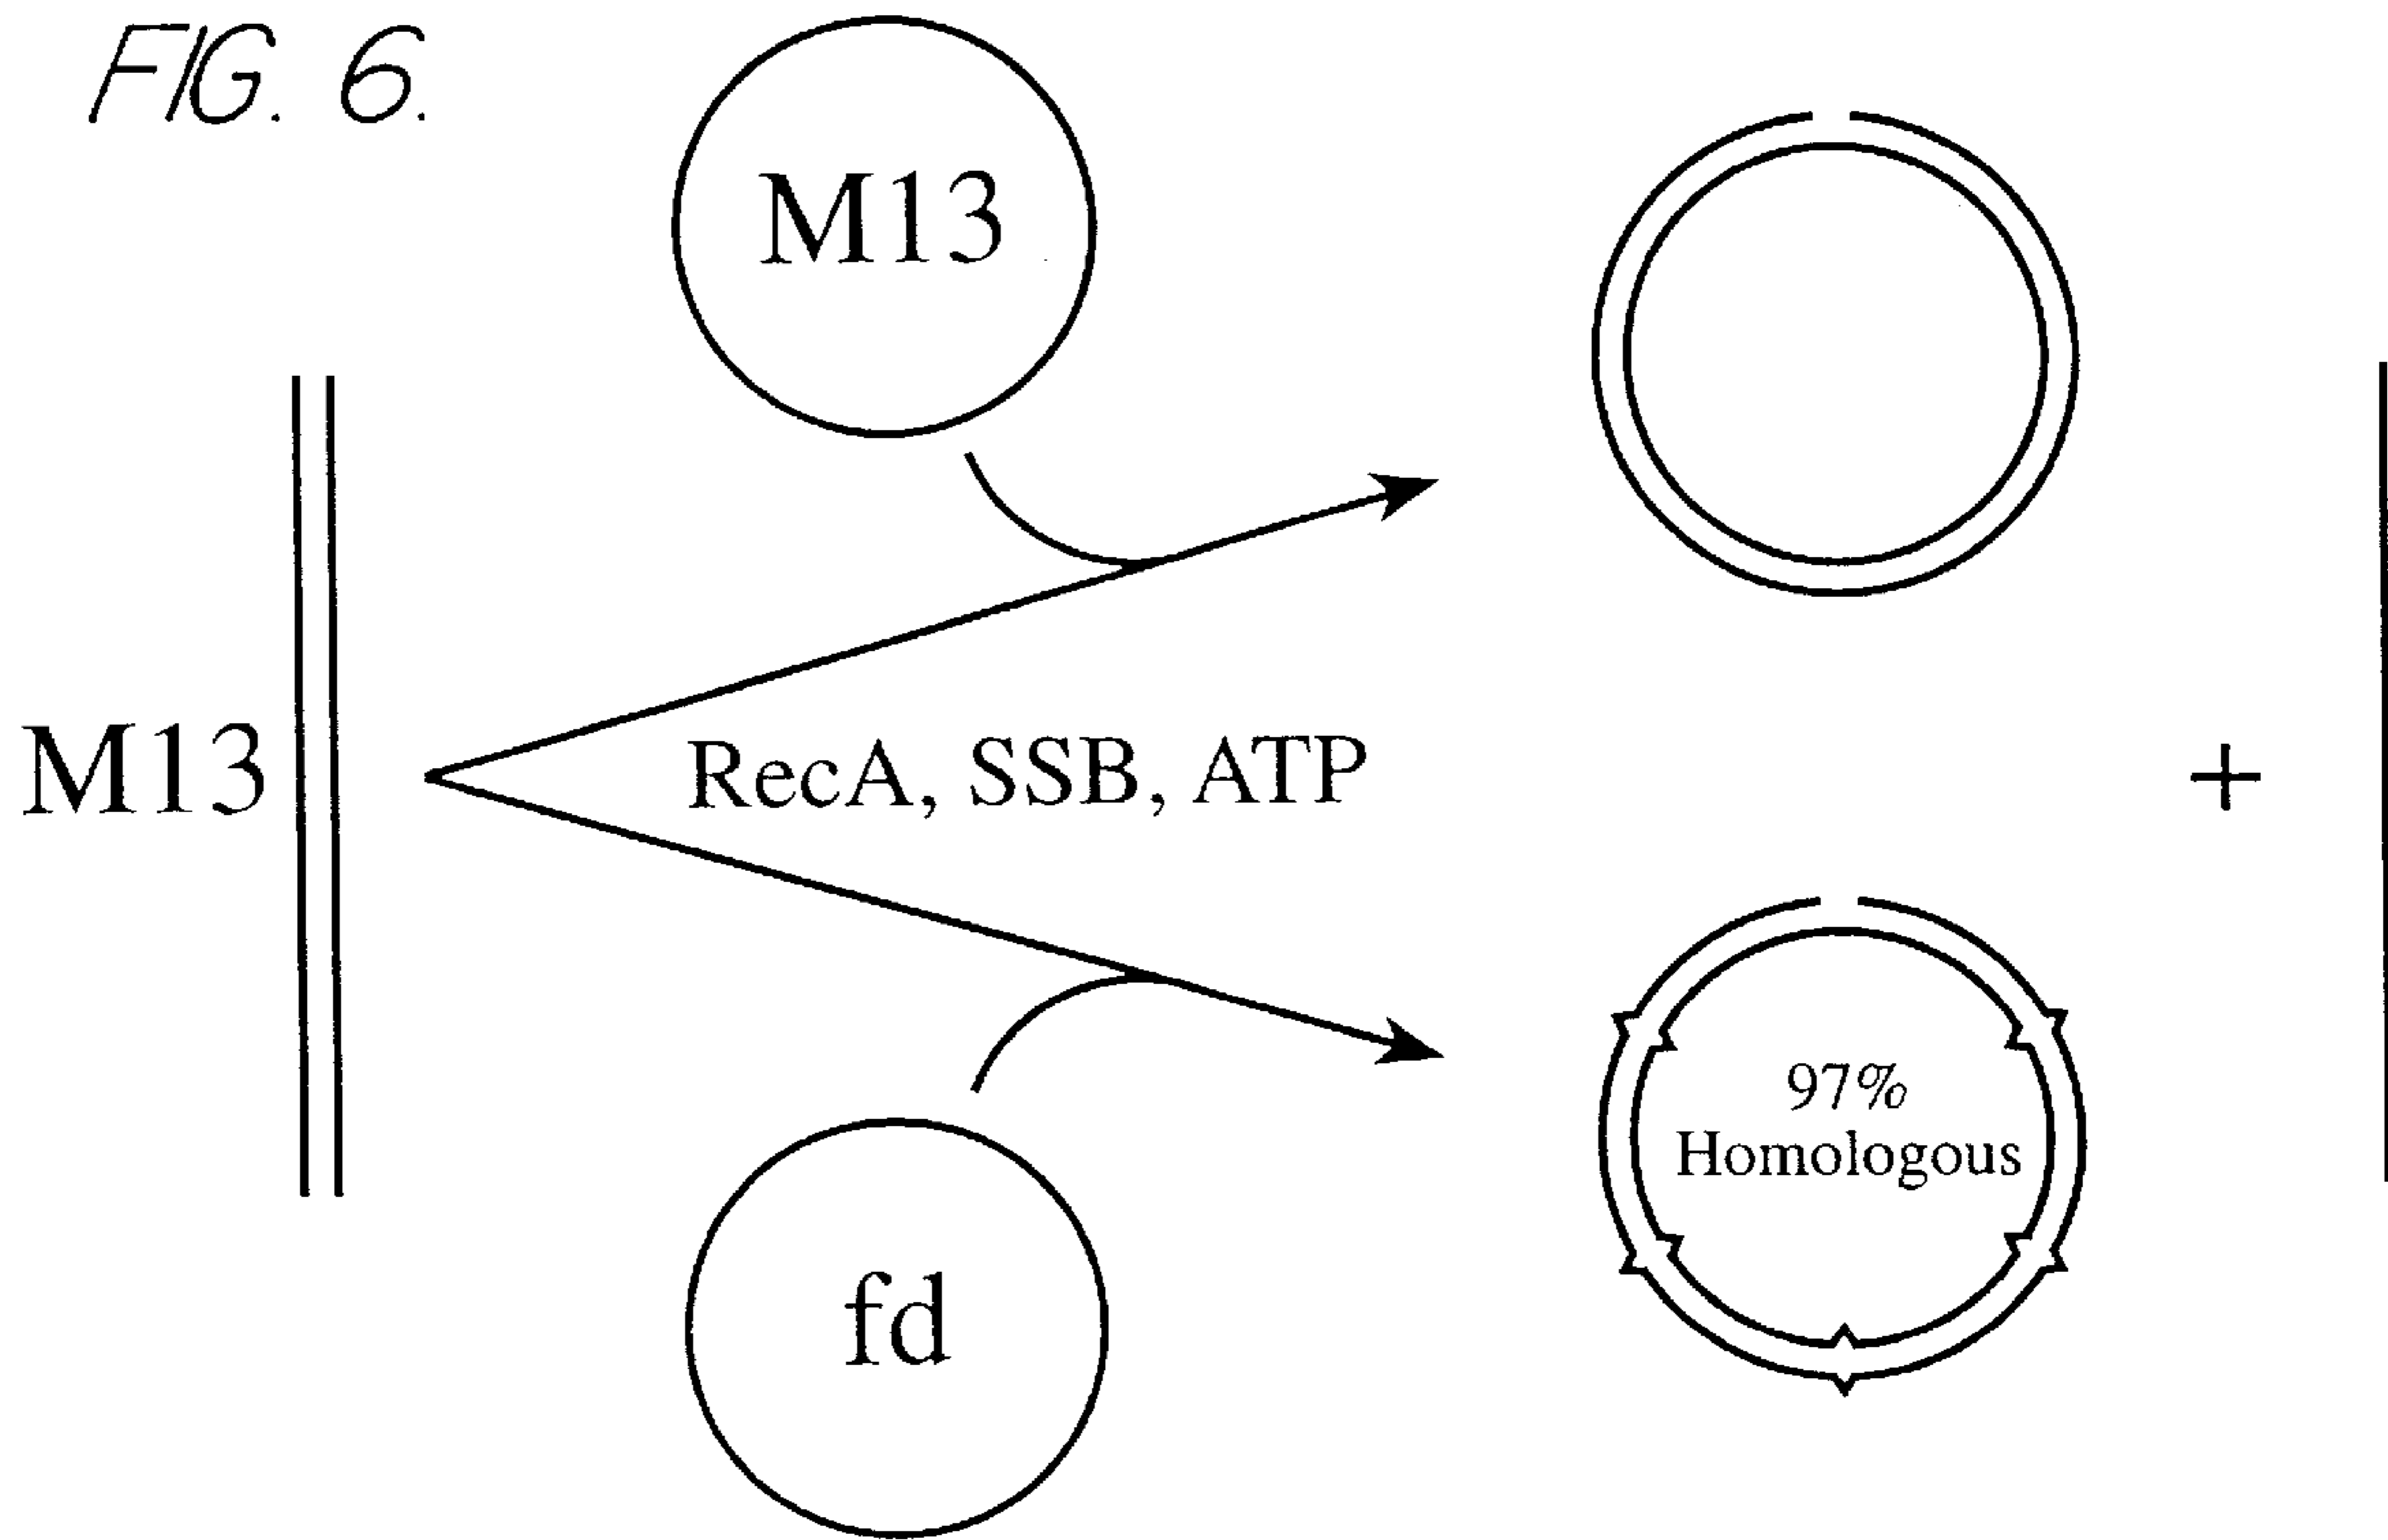 FIG. 6.
M13
M13
RecA, SSB, ATP
+
97%
Homologous
fd